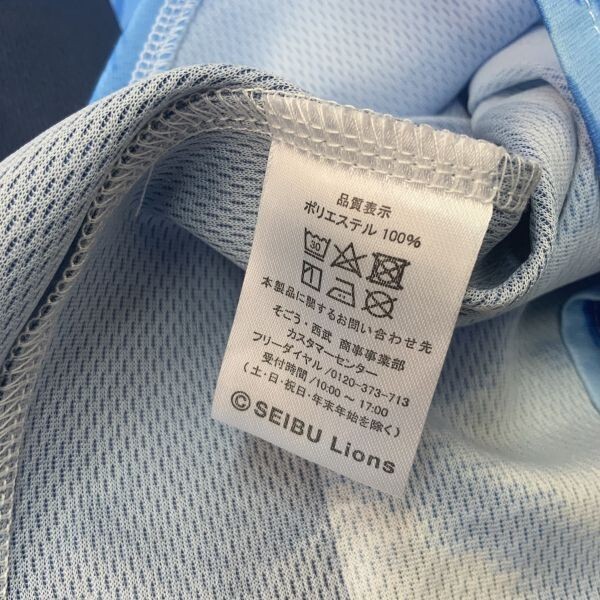 品質表示
ポリエステル 100%
30
本製品に関するお問い合わせ先
そごう・西武 商事事業部
カスタマーセンター
フリーダイヤル/0120-373-713
受付時間/10:00～17:00
(土・日・祝日・年末年始を除く)
©SEIBU Lions